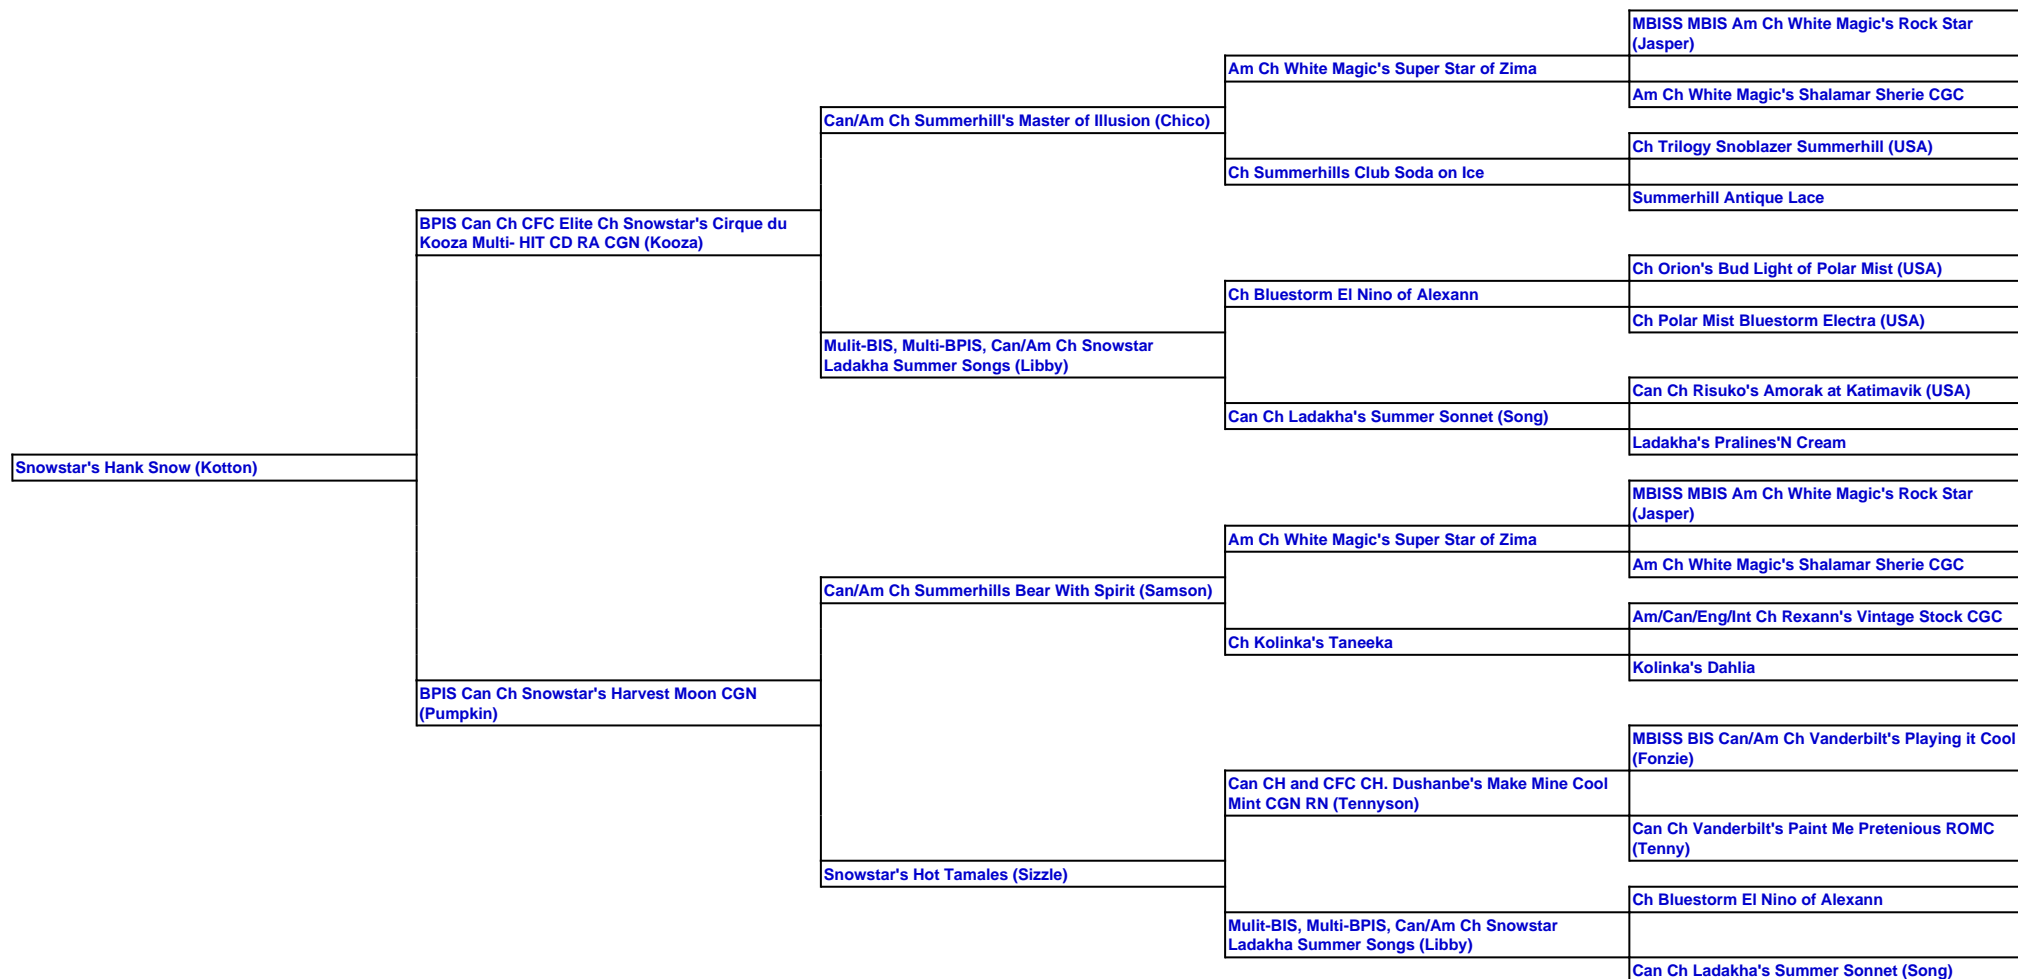 MBISS MBIS Am Ch White Magic's Rock Star
(Jasper)
Am Ch White Magic's Super Star of Zima
Am Ch White Magic's Shalamar Sherie CGC
Can/Am Ch Summerhill's Master of Illusion (Chico)
Ch Trilogy Snoblazer Summerhill (USA)
Ch Summerhills Club Soda on Ice
Summerhill Antique Lace
BPIS Can Ch CFC Elite Ch Snowstar's Cirque du
Kooza Multi- HIT CD RA CGN (Kooza)
Ch Orion's Bud Light of Polar Mist (USA)
Ch Bluestorm El Nino of Alexann
Ch Polar Mist Bluestorm Electra (USA)
Mulit-BIS, Multi-BPIS, Can/Am Ch Snowstar
Ladakha Summer Songs (Libby)
Can Ch Risuko's Amorak at Katimavik (USA)
Can Ch Ladakha's Summer Sonnet (Song)
Ladakha's Pralines'N Cream
Snowstar's Hank Snow (Kotton)
MBISS MBIS Am Ch White Magic's Rock Star
(Jasper)
Am Ch White Magic's Super Star of Zima
Am Ch White Magic's Shalamar Sherie CGC
Can/Am Ch Summerhills Bear With Spirit (Samson)
Am/Can/Eng/Int Ch Rexann's Vintage Stock CGC
Ch Kolinka's Taneeka
Kolinka's Dahlia
BPIS Can Ch Snowstar's Harvest Moon CGN
(Pumpkin)
MBISS BIS Can/Am Ch Vanderbilt's Playing it Cool
(Fonzie)
Can CH and CFC CH. Dushanbe's Make Mine Cool
Mint CGN RN (Tennyson)
Can Ch Vanderbilt's Paint Me Pretenious ROMC
(Tenny)
Snowstar's Hot Tamales (Sizzle)
Ch Bluestorm El Nino of Alexann
Mulit-BIS, Multi-BPIS, Can/Am Ch Snowstar
Ladakha Summer Songs (Libby)
Can Ch Ladakha's Summer Sonnet (Song)